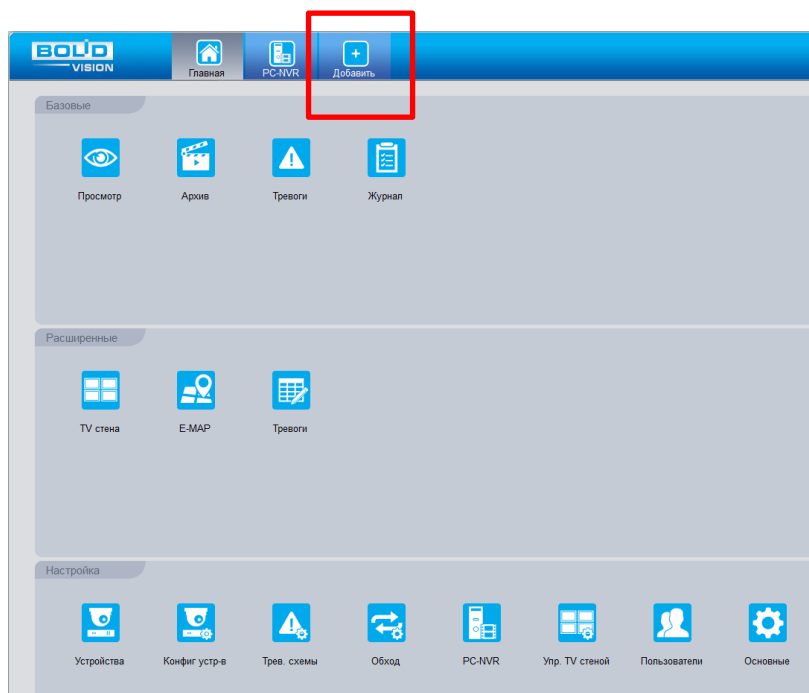 BOLID
VISION
Главная
PC-NVR
Добавить
Базовые
Просмотр
Архив
Тревоги
Журнал
Расширенные
TV стена
E-MAP
Тревоги
Настройка
Устройства
Конфиг устр-в
Трев. схемы
Обход
PC-NVR
Упр. TV стеной
Пользователи
Основные